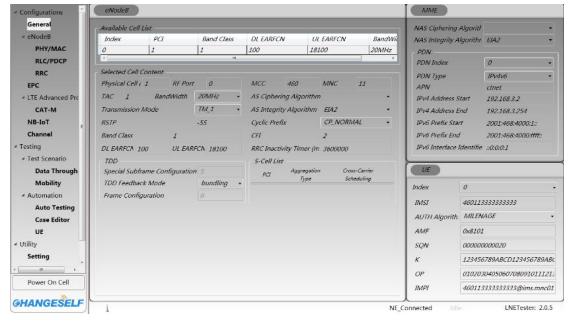 Configurations
General
eNodeB
PHY/MAC
RLC/PDCP
RRC
EPC
LTE Advanced Pro
CAT-M
NB-IoT
Channel
Testing
Test Scenario
Data Through
Mobility
Automation
Auto Testing
Case Editor
UE
Utility
Setting
Power On Cell
CHANGESELF
eNodeB
Available Cell List
Index PCI Band Class DL EARFCN UL EARFCN BandWi
0 1 1 100 18100 20MHz
Selected Cell Content
Physical Cell i 1 RF Port 0 MCC 460 MNC 11
TAC 1 BandWidth 20MHz AS Ciphering Algorithm
Transmission Mode TM_1 AS Integrity Algorithm EIA2
RSTP -55 Cyclic Prefix CP_NORMAL
Band Class 1 CFI 2
DL EARFCN 100 UL EARFCN 18100 RRC Inactivity Timer (m 3600000
TDD
Special Subframe Configuration 5
TDD Feedback Mode bundling
Frame Configuration 0
S-Cell List
PCI Aggregation Type Cross-Carrier Scheduling
MME
NAS Ciphering Algorit
NAS Integrity Algorithr EIA2
PDN
PDN Index 0
PDN Type IPv4v6
APN ctnet
IPv4 Address Start 192.168.3.2
IPv4 Address End 192.168.3.254
IPv6 Prefix Start 2001:468:4000:1::
IPv6 Prefix End 2001:468:4000:ffff::
IPv6 Interface Identifie ::0:0:0:1
UE
Index 0
IMSI 460113333333333
AUTH Algorith. MILENAGE
AMF 0x8101
SQN 000000000020
K 123456789ABCD123456789ABC
OP
IMPI 460113333333333@ims.mnc01
NE_Connected Idle LNETester: 2.0.5